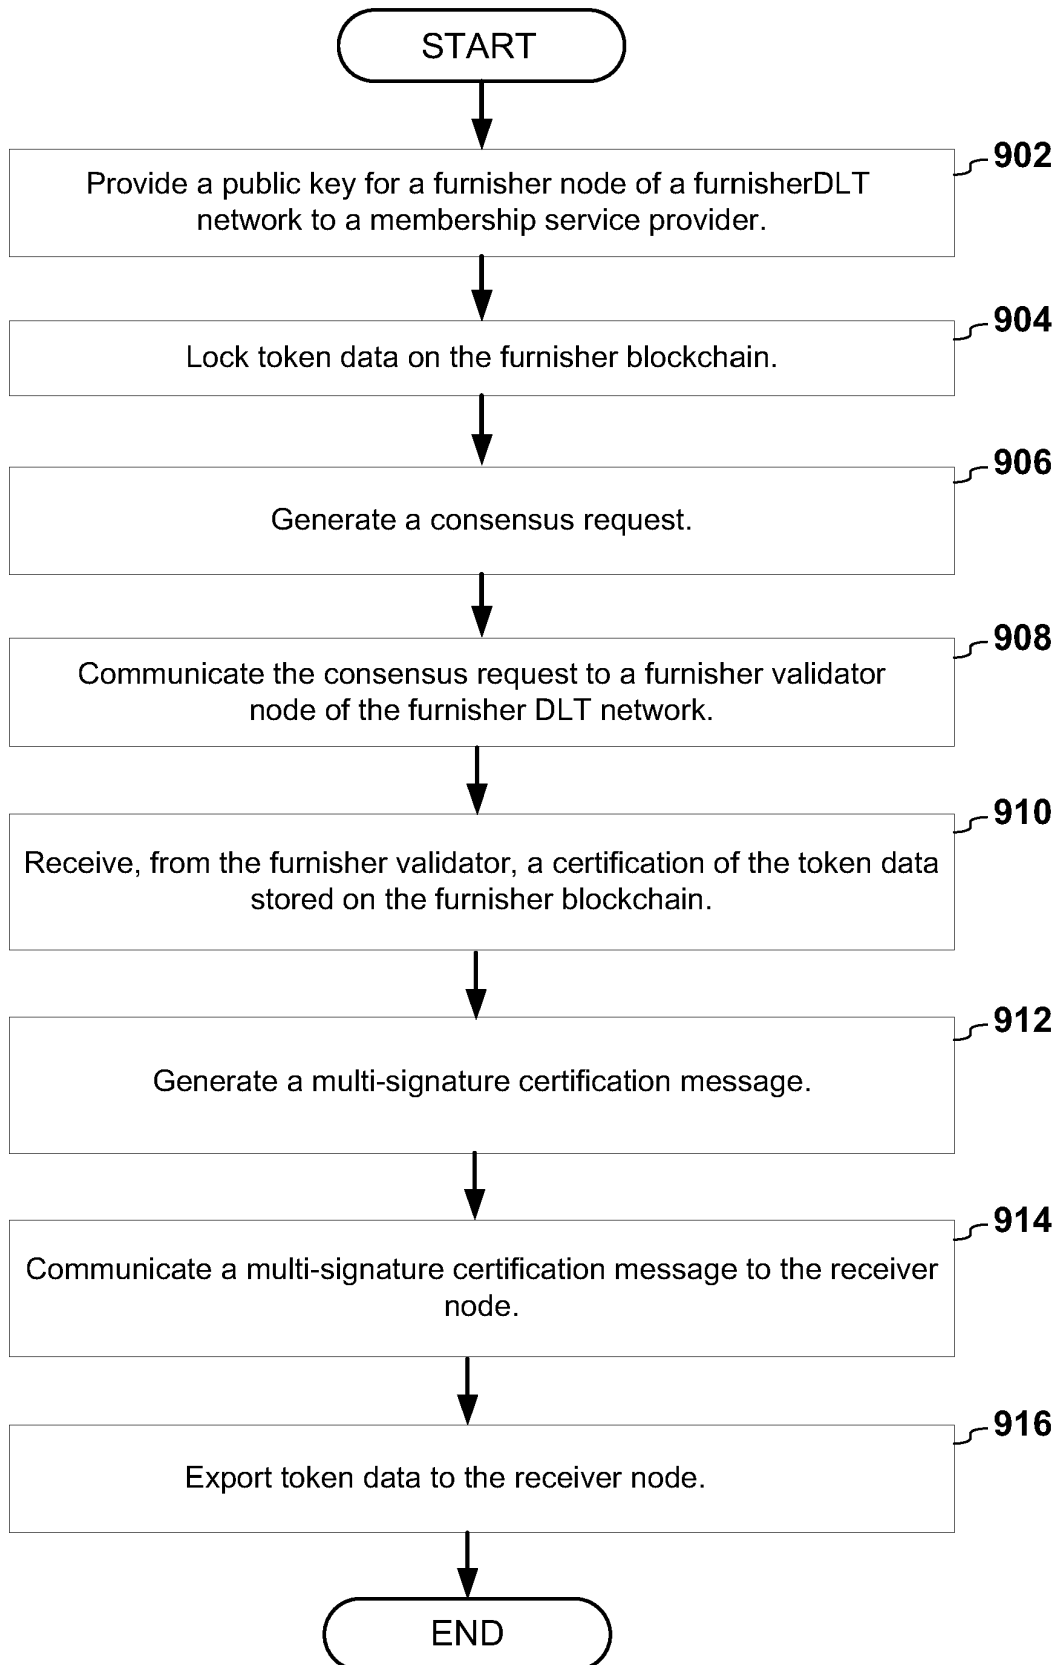 START
902
Provide a public key for a furnisher node of a furnisherDLT
network to a membership service provider.
904
Lock token data on the furnisher blockchain.
906
Generate a consensus request.
908
Communicate the consensus request to a furnisher validator
node of the furnisher DLT network.
910
Receive, from the furnisher validator, a certification of the token data
stored on the furnisher blockchain.
912
Generate a multi-signature certification message.
914
Communicate a multi-signature certification message to the receiver
node.
916
Export token data to the receiver node.
END